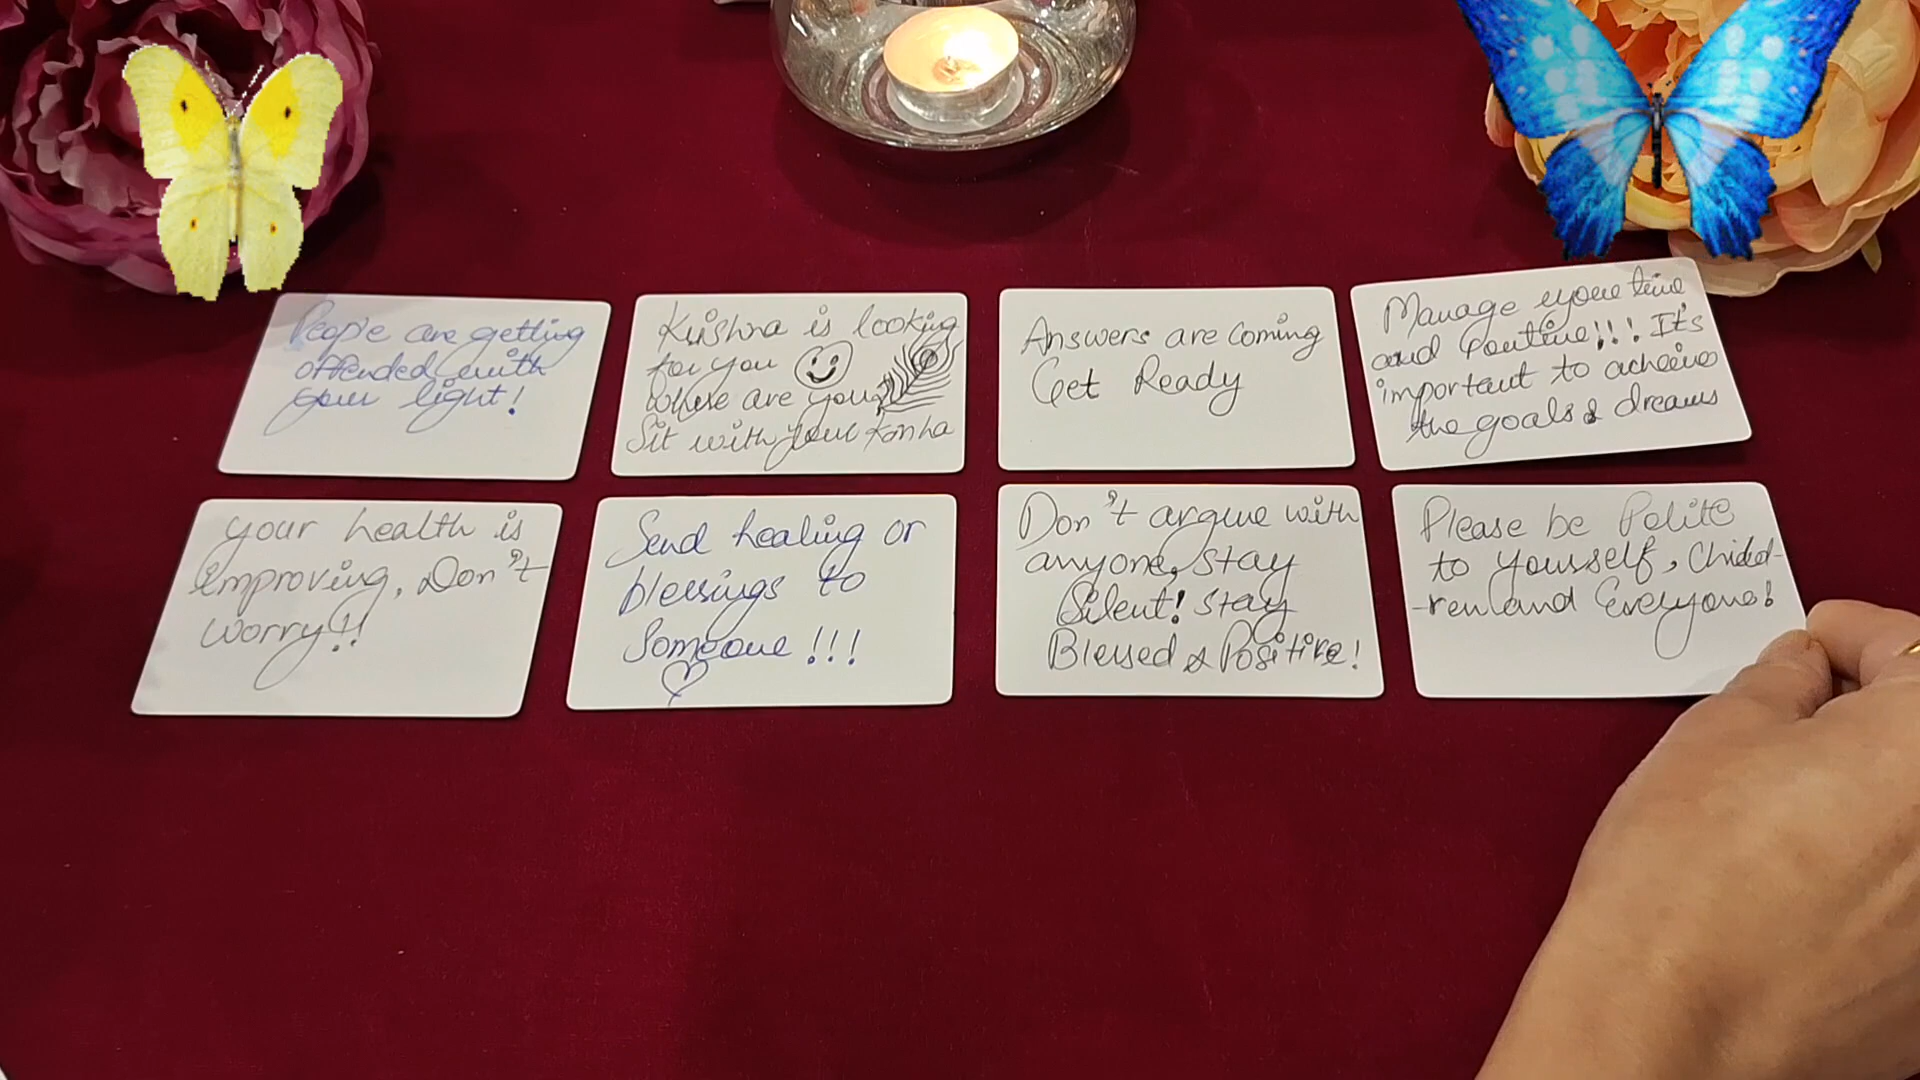 People are getting
offended with
your light!
Krishna is looking
for you
Where are you
Sit with your Kanha
Answers are coming
Get Ready
Manage your time
and Routine!!! It's
important to acheive
the goals & dreams
your health is
improving, Don't
worry!!
Send healing or
blessings to
Someone !!!
Don't argue with
anyone, stay
Silent! stay
Blessed & Positive!
Please be Polite
to yourself, Child-
-ren and Everyone!